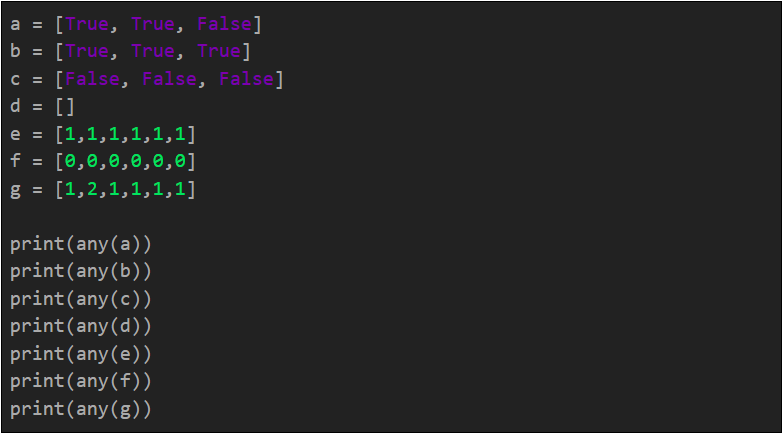 a = [True, True, False]
b = [True, True, True]
c = [False, False, False]
d = []
e = [1,1,1,1,1,1]
f = [0,0,0,0,0,0]
g = [1,2,1,1,1,1]

print(any(a))
print(any(b))
print(any(c))
print(any(d))
print(any(e))
print(any(f))
print(any(g))